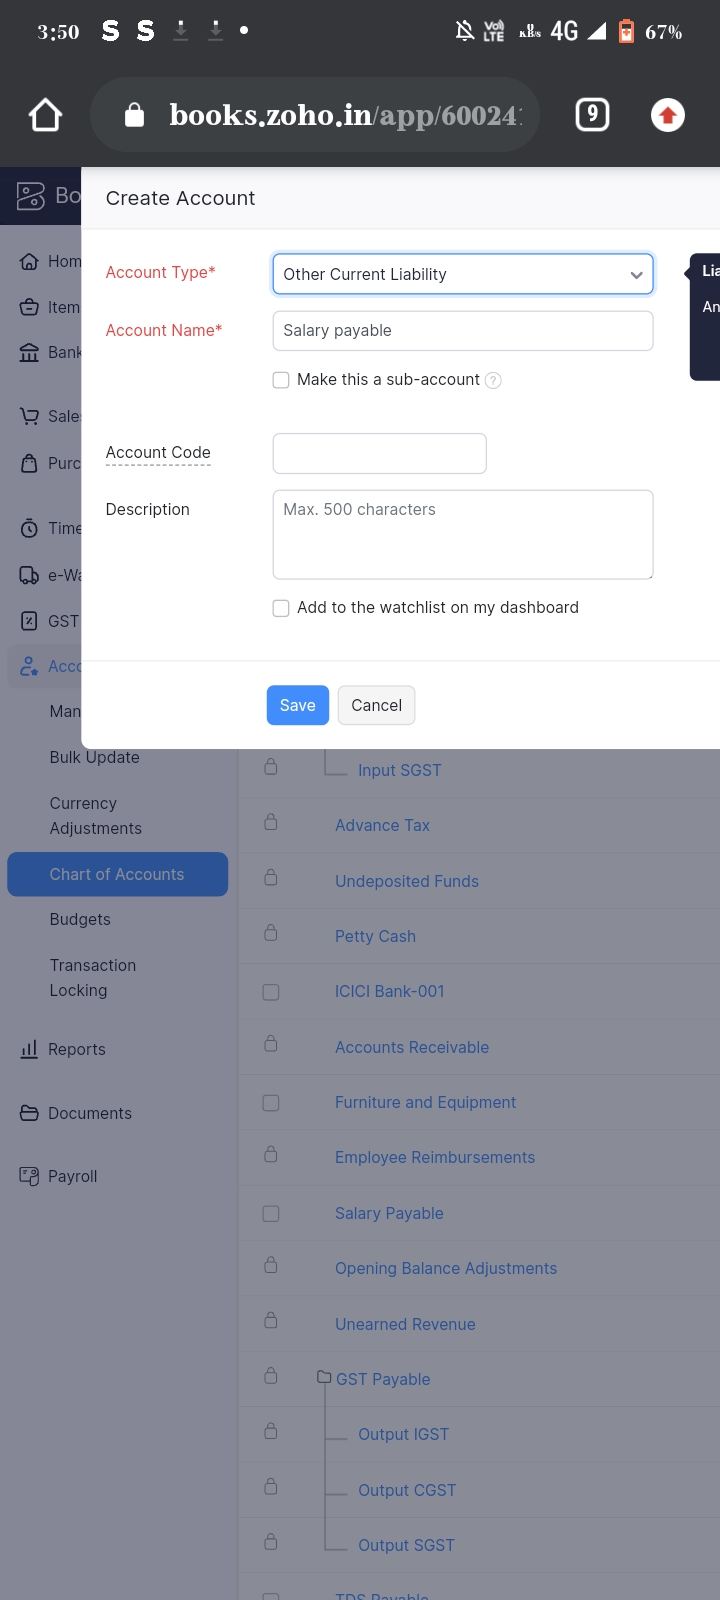 3:50 S S VoD LTE 0 KB/s 4G 67%
books.zoho.in/app/60024 9
Bo
Create Account
Account Type* Other Current Liability
Lia
Account Name* Salary payable
An
Make this a sub-account ?
Account Code
Description Max. 500 characters
Add to the watchlist on my dashboard
Save Cancel
Hom
Item
Bank
Sale
Purc
Time
e-Wa
GST
Acco
Man
Bulk Update
Currency
Adjustments
Chart of Accounts
Budgets
Transaction
Locking
Reports
Documents
Payroll
Input SGST
Advance Tax
Undeposited Funds
Petty Cash
ICICI Bank-001
Accounts Receivable
Furniture and Equipment
Employee Reimbursements
Salary Payable
Opening Balance Adjustments
Unearned Revenue
GST Payable
Output IGST
Output CGST
Output SGST
TDS Payable